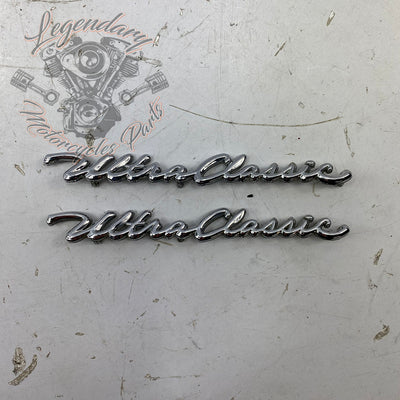 Legendary
Motorcycles Parts
Ultra Classic
Ultra Classic